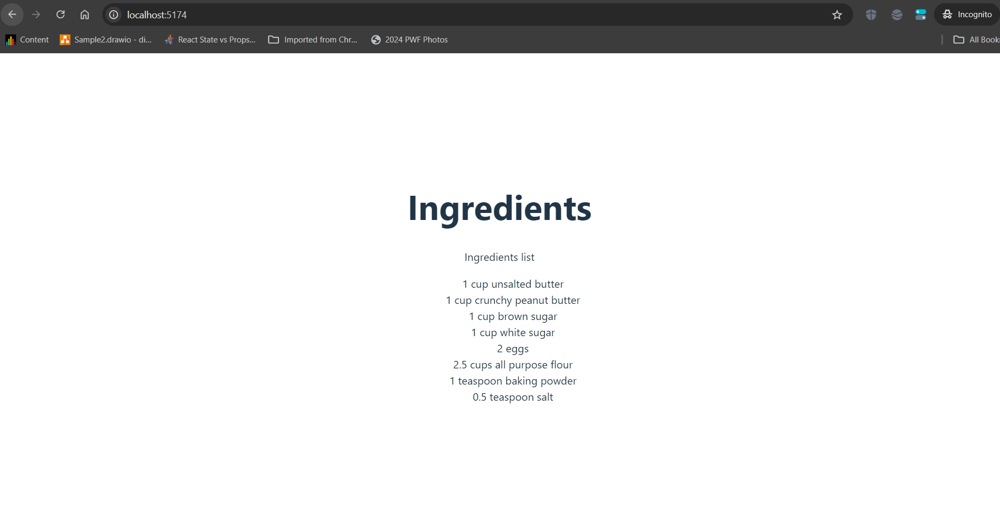 localhost:5174
Incognito
Content
Sample2.drawio - di...
React State vs Props...
Imported from Chr...
2024 PWF Photos
All Book
Ingredients
Ingredients list
1 cup unsalted butter
1 cup crunchy peanut butter
1 cup brown sugar
1 cup white sugar
2 eggs
2.5 cups all purpose flour
1 teaspoon baking powder
0.5 teaspoon salt